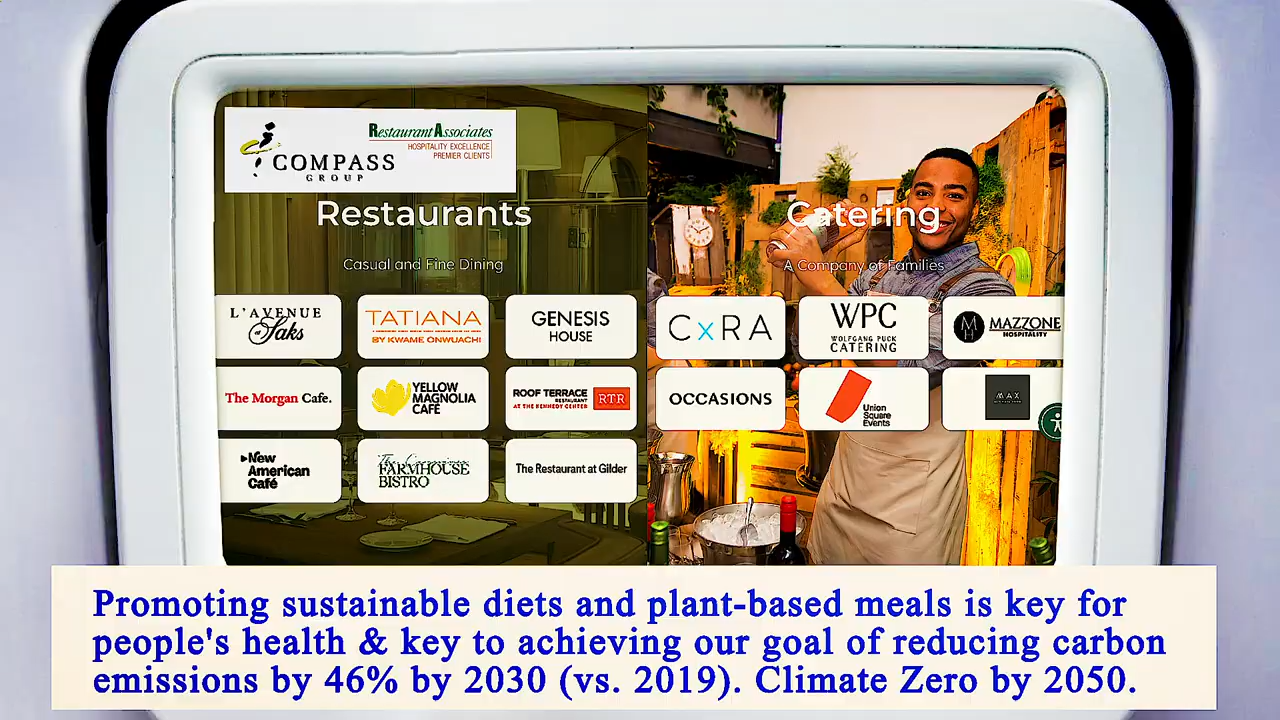 COMPASS
GROUP
RESTAURANT ASSOCIATES
HOSPITALITY EXCELLENCE
PREMIER CLIENTS
Restaurants
Casual and Fine Dining
L'AVENUE
at Saks
TATIANA
BY KWAME ONWUACHI
GENESIS
HOUSE
The Morgan Cafe.
YELLOW
MAGNOLIA
CAFÉ
ROOF TERRACE
RESTAURANT
AT THE KENNEDY CENTER
RTR
New
American
Café
FARMHOUSE
BISTRO
The Restaurant at Gilder
Catering
A Company of Families
CxRA
WPC
WOLFGANG PUCK
CATERING
MH
MAZZONE
HOSPITALITY
OCCASIONS
Union
Square
Events
MAX
Promoting sustainable diets and plant-based meals is key for
people's health & key to achieving our goal of reducing carbon
emissions by 46% by 2030 (vs. 2019). Climate Zero by 2050.